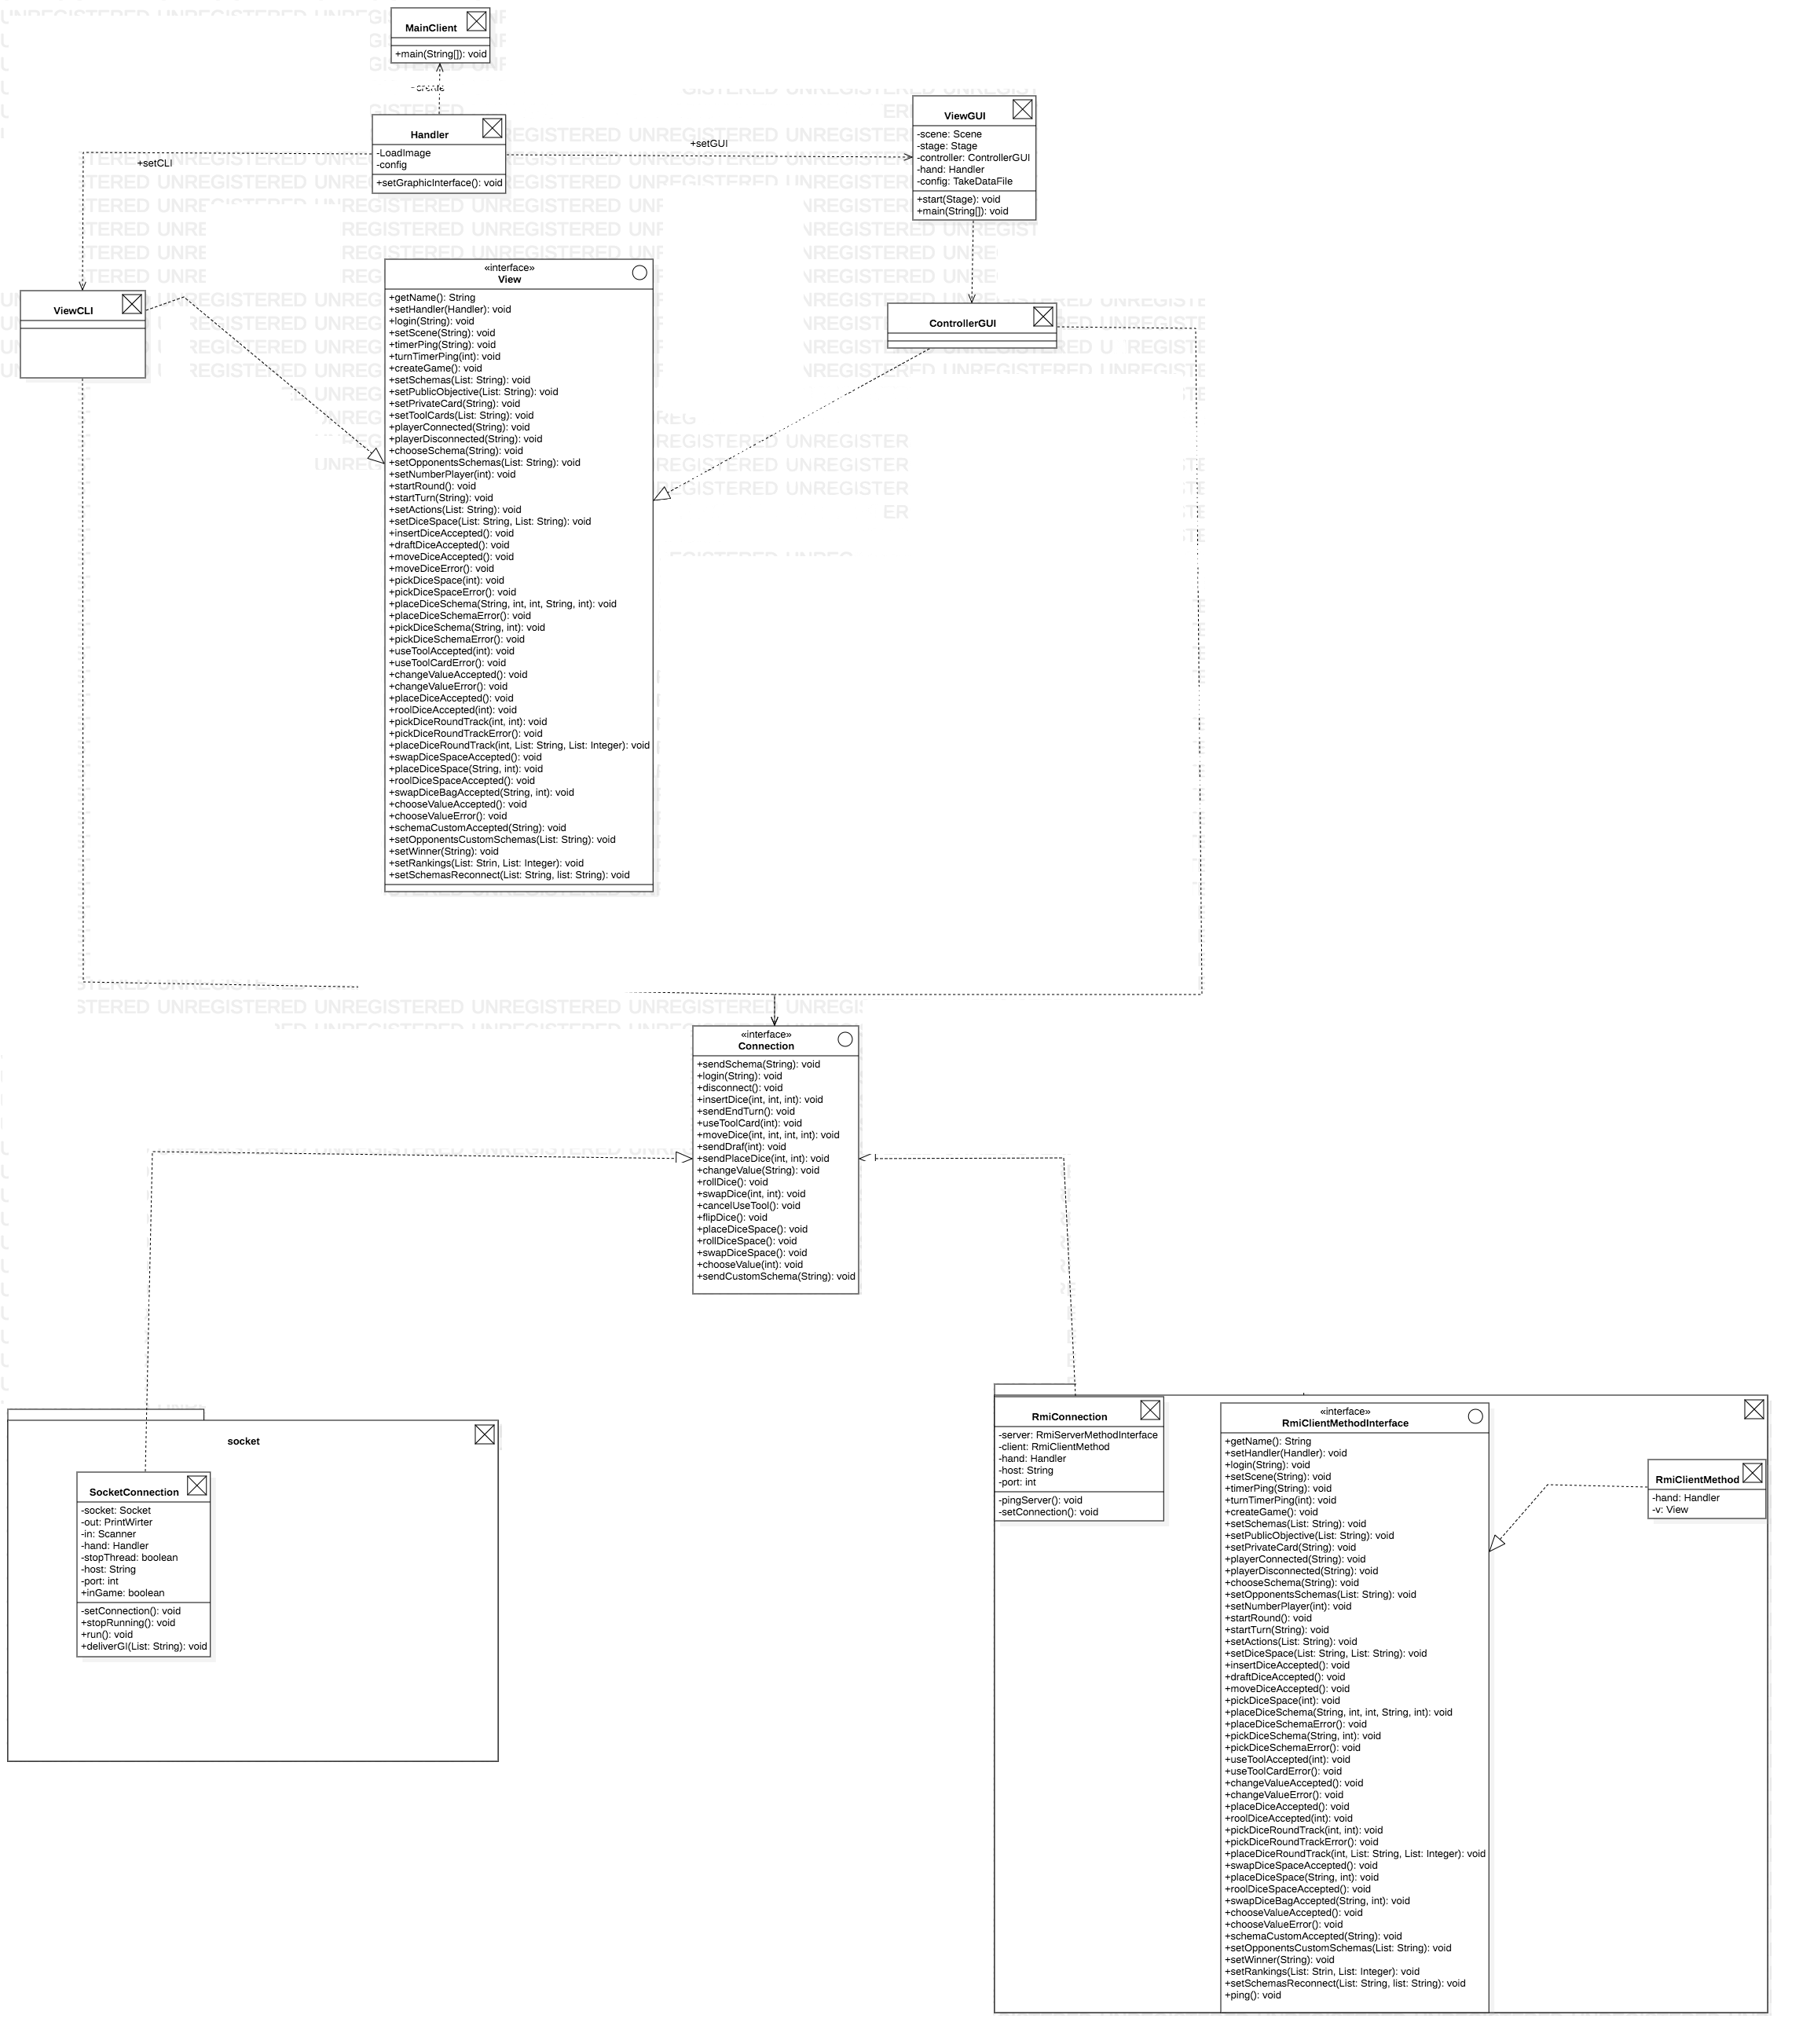 MainClient
+main(String[]): void
Handler
-LoadImage
-config
+setGraphicInterface(): void
+setCLI
+setGUI
ViewGUI
-scene: Scene
-stage: Stage
-controller: ControllerGUI
-hand: Handler
-config: TakeDataFile
+start(Stage): void
+main(String[]): void
ViewCLI
«interface»
View
+getName(): String
+setHandler(Handler): void
+login(String): void
+setScene(String): void
+timerPing(String): void
+turnTimerPing(int): void
+createGame(): void
+setSchemas(List: String): void
+setPublicObjective(List: String): void
+setPrivateCard(String): void
+setToolCards(List: String): void
+playerConnected(String): void
+playerDisconnected(String): void
+chooseSchema(String): void
+setOpponentsSchemas(List: String): void
+setNumberPlayer(int): void
+startRound(): void
+startTurn(String): void
+setActions(List: String): void
+setDiceSpace(List: String, List: String): void
+insertDiceAccepted(): void
+draftDiceAccepted(): void
+moveDiceAccepted(): void
+moveDiceError(): void
+pickDiceSpace(int): void
+pickDiceSpaceError(): void
+placeDiceSchema(String, int, int, String, int): void
+placeDiceSchemaError(): void
+pickDiceSchema(String, int): void
+pickDiceSchemaError(): void
+useToolAccepted(int): void
+useToolCardError(): void
+changeValueAccepted(): void
+changeValueError(): void
+placeDiceAccepted(): void
+roolDiceAccepted(int): void
+pickDiceRoundTrack(int, int): void
+pickDiceRoundTrackError(): void
+placeDiceRoundTrack(int, List: String, List: Integer): void
+swapDiceSpaceAccepted(): void
+placeDiceSpace(String, int): void
+roolDiceSpaceAccepted(): void
+swapDiceBagAccepted(String, int): void
+chooseValueAccepted(): void
+chooseValueError(): void
+schemaCustomAccepted(String): void
+setOpponentsCustomSchemas(List: String): void
+setWinner(String): void
+setRankings(List: Strin, List: Integer): void
+setSchemasReconnect(List: String, list: String): void
ControllerGUI
«interface»
Connection
+sendSchema(String): void
+login(String): void
+disconnect(): void
+insertDice(int, int, int): void
+sendEndTurn(): void
+useToolCard(int): void
+moveDice(int, int, int, int): void
+sendDraf(int): void
+sendPlaceDice(int, int): void
+changeValue(String): void
+rollDice(): void
+swapDice(int, int): void
+cancelUseTool(): void
+flipDice(): void
+placeDiceSpace(): void
+rollDiceSpace(): void
+swapDiceSpace(): void
+chooseValue(int): void
+sendCustomSchema(String): void
socket
SocketConnection
-socket: Socket
-out: PrintWirter
-in: Scanner
-hand: Handler
-stopThread: boolean
-host: String
-port: int
+inGame: boolean
-setConnection(): void
+stopRunning(): void
+run(): void
+deliverGI(List: String): void
RmiConnection
-server: RmiServerMethodInterface
-client: RmiClientMethod
-hand: Handler
-host: String
-port: int
-pingServer(): void
-setConnection(): void
«interface»
RmiClientMethodInterface
+getName(): String
+setHandler(Handler): void
+login(String): void
+setScene(String): void
+timerPing(String): void
+turnTimerPing(int): void
+createGame(): void
+setSchemas(List: String): void
+setPublicObjective(List: String): void
+setPrivateCard(String): void
+playerConnected(String): void
+playerDisconnected(String): void
+chooseSchema(String): void
+setOpponentsSchemas(List: String): void
+setNumberPlayer(int): void
+startRound(): void
+startTurn(String): void
+setActions(List: String): void
+setDiceSpace(List: String, List: String): void
+insertDiceAccepted(): void
+draftDiceAccepted(): void
+moveDiceAccepted(): void
+pickDiceSpace(int): void
+placeDiceSchema(String, int, int, String, int): void
+placeDiceSchemaError(): void
+pickDiceSchema(String, int): void
+pickDiceSchemaError(): void
+useToolAccepted(int): void
+useToolCardError(): void
+changeValueAccepted(): void
+changeValueError(): void
+placeDiceAccepted(): void
+roolDiceAccepted(int): void
+pickDiceRoundTrack(int, int): void
+pickDiceRoundTrackError(): void
+placeDiceRoundTrack(int, List: String, List: Integer): void
+swapDiceSpaceAccepted(): void
+placeDiceSpace(String, int): void
+roolDiceSpaceAccepted(): void
+swapDiceBagAccepted(String, int): void
+chooseValueAccepted(): void
+chooseValueError(): void
+schemaCustomAccepted(String): void
+setOpponentsCustomSchemas(List: String): void
+setWinner(String): void
+setRankings(List: Strin, List: Integer): void
+setSchemasReconnect(List: String, list: String): void
+ping(): void
RmiClientMethod
-hand: Handler
-v: View